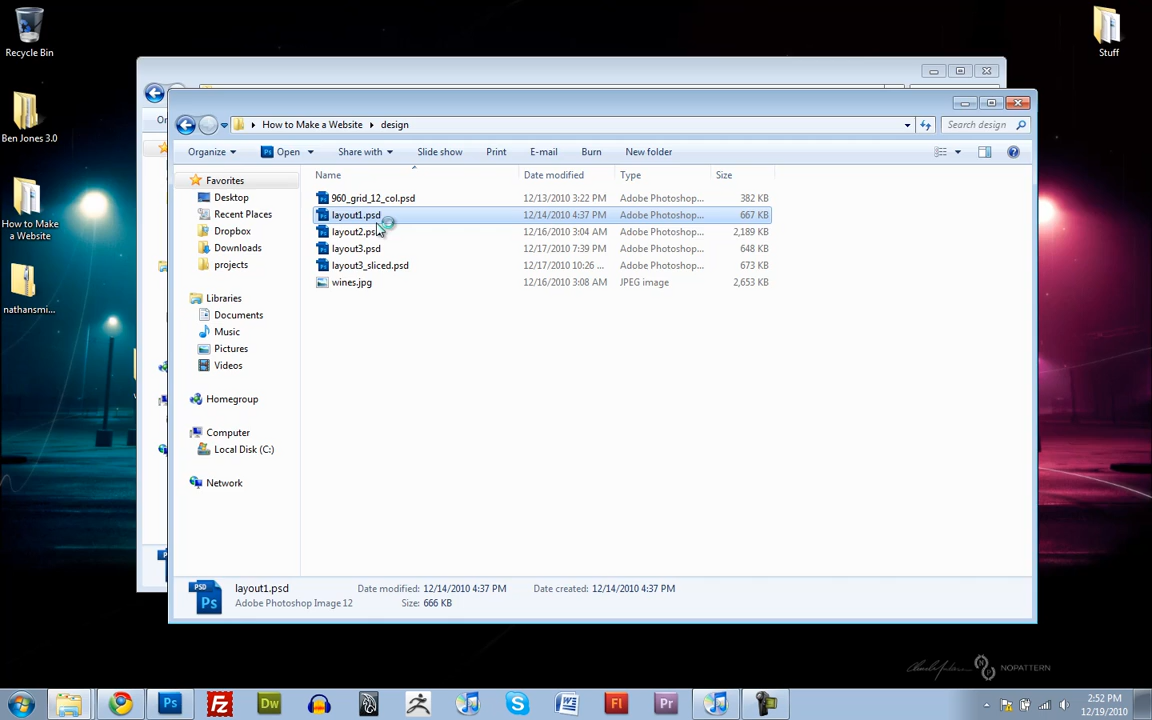 Recycle Bin
Stuff
Ben Jones 3.0
How to Make
a Website
nathansmi...
How to Make a Website
design
Search design
Organize
Open
Share with
Slide show
Print
E-mail
Burn
New folder
Name
Date modified
Type
Size
Favorites
Desktop
Recent Places
Dropbox
Downloads
projects
Libraries
Documents
Music
Pictures
Videos
Homegroup
Computer
Local Disk (C:)
Network
960_grid_12_col.psd 12/13/2010 3:22 PM Adobe Photoshop... 382 KB
layout1.psd 12/14/2010 4:37 PM Adobe Photoshop... 667 KB
layout2.psd 12/16/2010 3:04 AM Adobe Photoshop... 2,189 KB
layout3.psd 12/17/2010 7:39 PM Adobe Photoshop... 648 KB
layout3_sliced.psd 12/17/2010 10:26 ... Adobe Photoshop... 673 KB
wines.jpg 12/16/2010 3:08 AM JPEG image 2,653 KB
PSD
Ps
layout1.psd
Adobe Photoshop Image 12
Date modified: 12/14/2010 4:37 PM
Size: 666 KB
Date created: 12/14/2010 4:37 PM
NOPATTERN
Ps
Dw
Fl
Pr
2:52 PM
12/19/2010